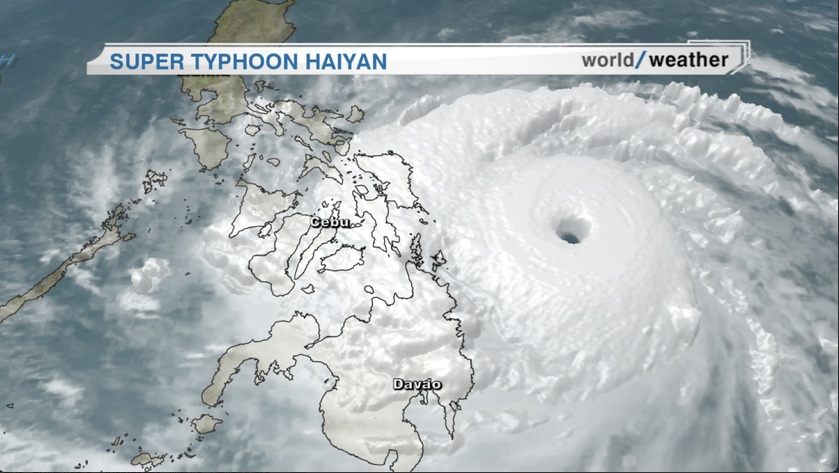 SUPER TYPHOON HAIYAN
world/weather
Cebu
Davao